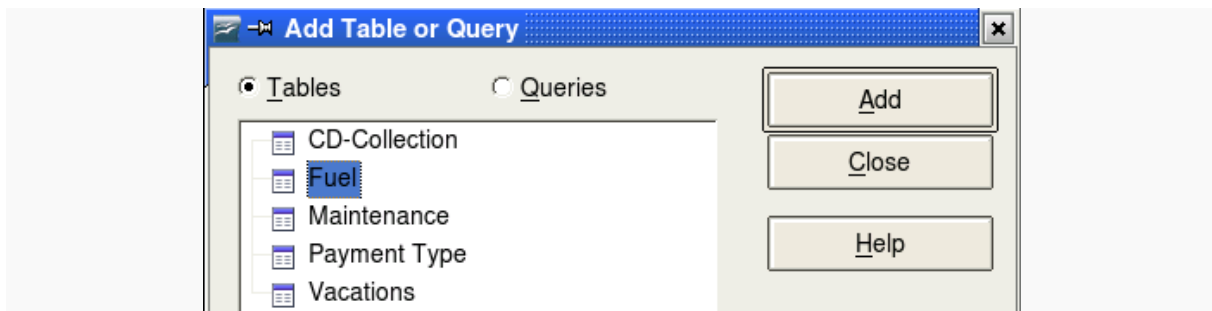 Add Table or Query
Tables Queries
Add
CD-Collection
Fuel
Close
Maintenance
Payment Type
Help
Vacations